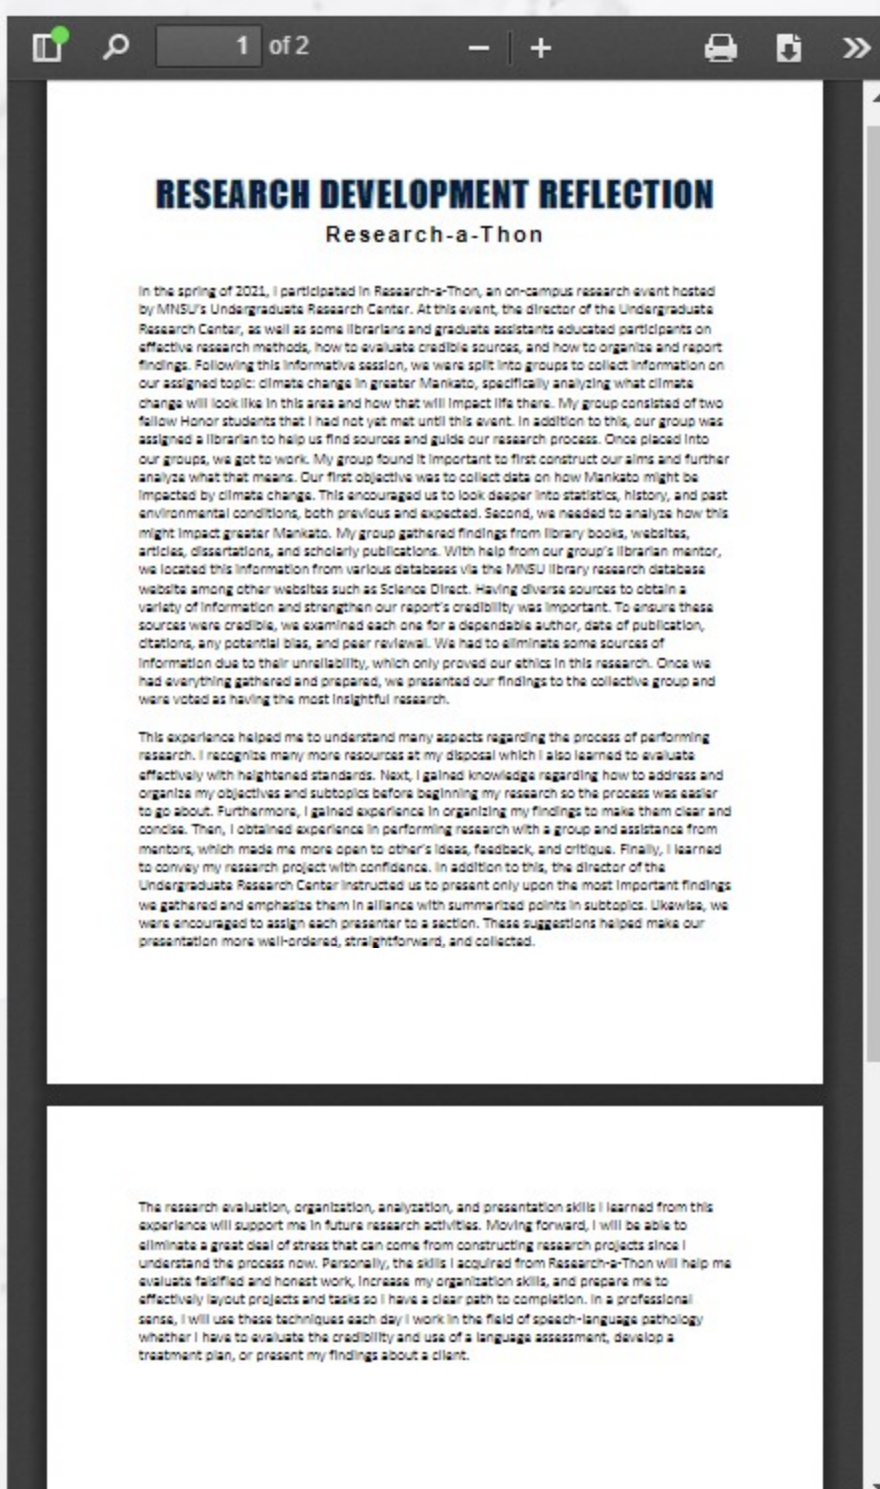 1 of 2
RESEARCH DEVELOPMENT REFLECTION
Research-a-Thon
In the spring of 2021, I participated in Research-a-Thon, an on-campus research event hosted
by MNSU's Undergraduate Research Center. At this event, the director of the Undergraduate
Research Center, as well as some librarians and graduate assistants educated participants on
effective research methods, how to evaluate credible sources, and how to organize and report
findings. Following this informative session, we were split into groups to collect information on
our assigned topic: climate change in greater Mankato, specifically analyzing what climate
change will look like in this area and how that will impact life there. My group consisted of two
fellow Honor students that I had not yet met until this event. In addition to this, our group was
assigned a librarian to help us find sources and guide our research process. Once placed into
our groups, we got to work. My group found it important to first construct our aims and further
analyze what that means. Our first objective was to collect data on how Mankato might be
impacted by climate change. This encouraged us to look deeper into statistics, history, and past
environmental conditions, both previous and expected. Second, we needed to analyze how this
might impact greater Mankato. My group gathered findings from library books, websites,
articles, dissertations, and scholarly publications. With help from our group's librarian mentor,
we located this information from various databases via the MNSU library research database
website among other websites such as Science Direct. Having diverse sources to obtain a
variety of information and strengthen our report's credibility was important. To ensure these
sources were credible, we examined each one for a dependable author, date of publication,
citations, any potential bias, and peer reviewal. We had to eliminate some sources of
information due to their unreliability, which only proved our ethics in this research. Once we
had everything gathered and prepared, we presented our findings to the collective group and
were voted as having the most insightful research.
This experience helped me to understand many aspects regarding the process of performing
research. I recognize many more resources at my disposal which I also learned to evaluate
effectively with heightened standards. Next, I gained knowledge regarding how to address and
organize my objectives and subtopics before beginning my research so the process was easier
to go about. Furthermore, I gained experience in organizing my findings to make them clear and
concise. Then, I obtained experience in performing research with a group and assistance from
mentors, which made me more open to other's ideas, feedback, and critique. Finally, I learned
to convey my research project with confidence. In addition to this, the director of the
Undergraduate Research Center instructed us to present only upon the most important findings
we gathered and emphasize them in alliance with summarized points in subtopics. Likewise, we
were encouraged to assign each presenter to a section. These suggestions helped make our
presentation more well-ordered, straightforward, and collected.
The research evaluation, organization, analyzation, and presentation skills I learned from this
experience will support me in future research activities. Moving forward, I will be able to
eliminate a great deal of stress that can come from constructing research projects since I
understand the process now. Personally, the skills I acquired from Research-a-Thon will help me
evaluate falsified and honest work, increase my organization skills, and prepare me to
effectively layout projects and tasks so I have a clear path to completion. In a professional
sense, I will use these techniques each day I work in the field of speech-language pathology
whether I have to evaluate the credibility and use of a language assessment, develop a
treatment plan, or present my findings about a client.